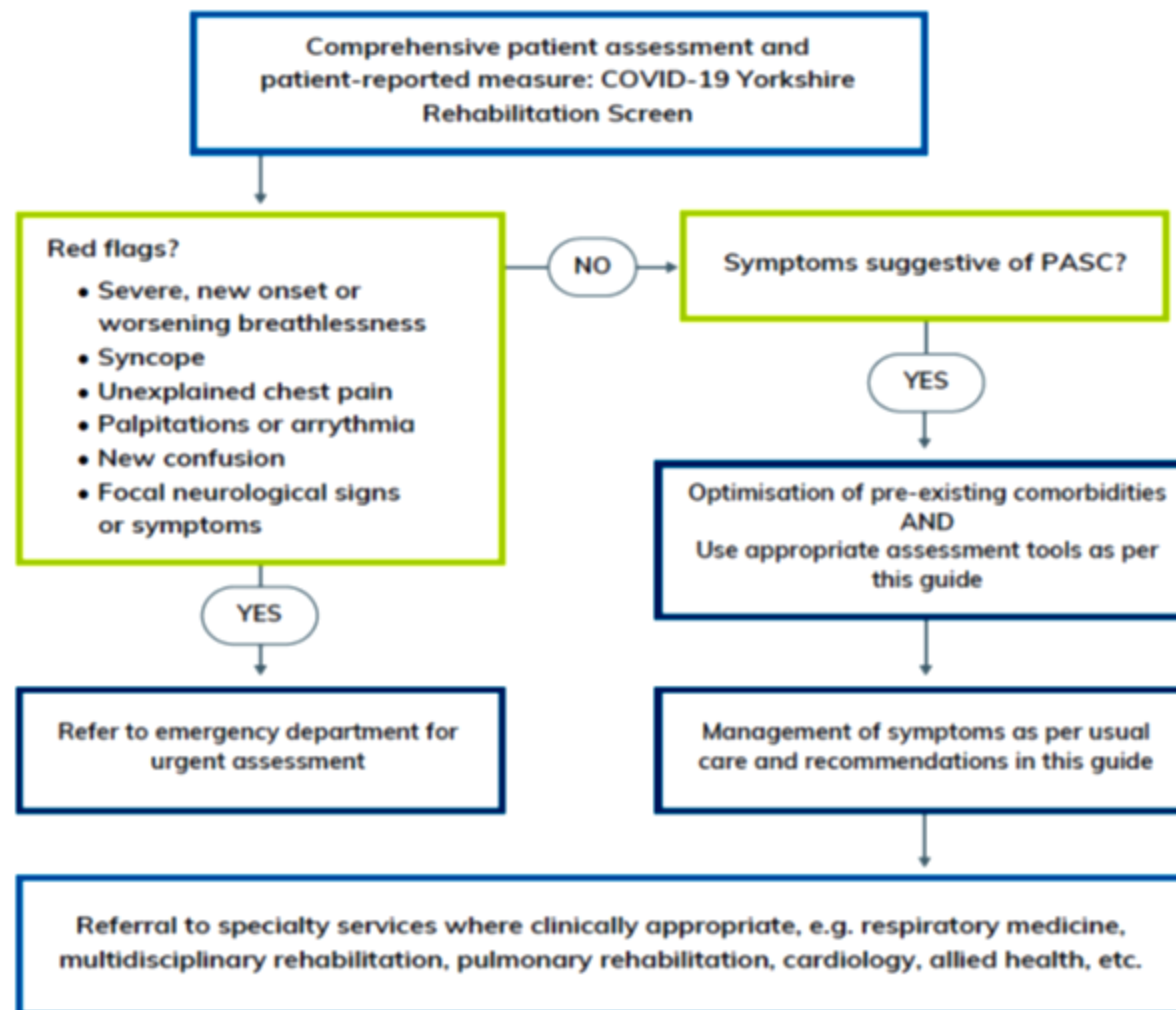 Comprehensive patient assessment and
patient-reported measure: COVID-19 Yorkshire
Rehabilitation Screen
Red flags?
• Severe, new onset or
worsening breathlessness
• Syncope
• Unexplained chest pain
• Palpitations or arrythmia
• New confusion
• Focal neurological signs
or symptoms
NO
Symptoms suggestive of PASC?
YES
Optimisation of pre-existing comorbidities
AND
Use appropriate assessment tools as per
this guide
YES
Refer to emergency department for
urgent assessment
Management of symptoms as per usual
care and recommendations in this guide
Referral to specialty services where clinically appropriate, e.g. respiratory medicine,
multidisciplinary rehabilitation, pulmonary rehabilitation, cardiology, allied health, etc.